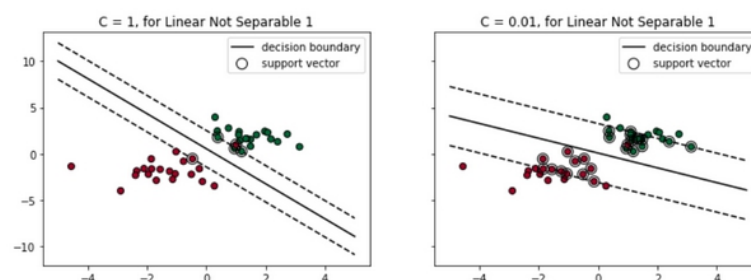 C = 1, for Linear Not Separable 1
decision boundary
support vector
10
5
0
−5
−10
−4
−2
0
2
4
C = 0.01, for Linear Not Separable 1
decision boundary
support vector
−4
−2
0
2
4